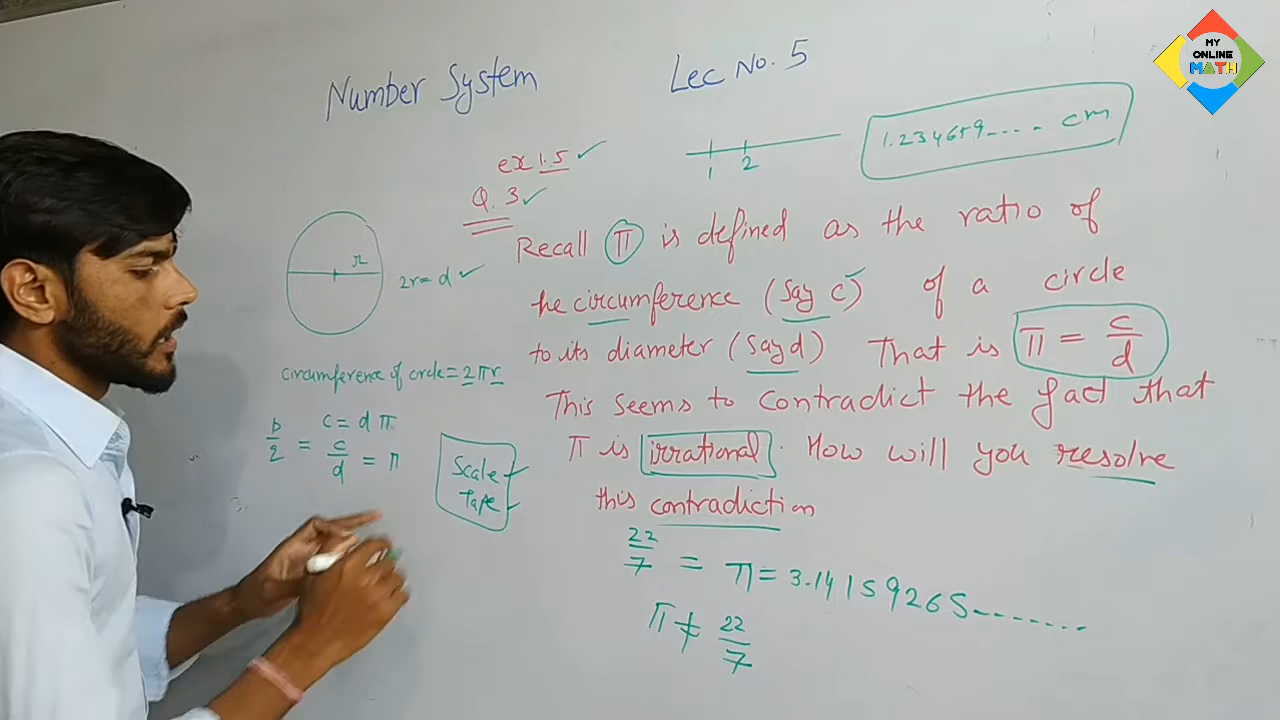 MY
ONLINE
MATH
Number System
Lec No. 5
ex 1.5 ✓
Q. 3 ✓
1 2
1.234659.... cm
r
2r = d ✓
Recall π is defined as the ratio of
he circumference (say c) of a circle
to its diameter (say d) That is π = c/d
This seems to contradict the fact that
π is irrational. How will you resolve
this contradiction
circumference of circle = 2πr
c = d π
p/2 = c/d = π
Scale
Tape
22/7 = π = 3.14159265.......
π ≠ 22/7